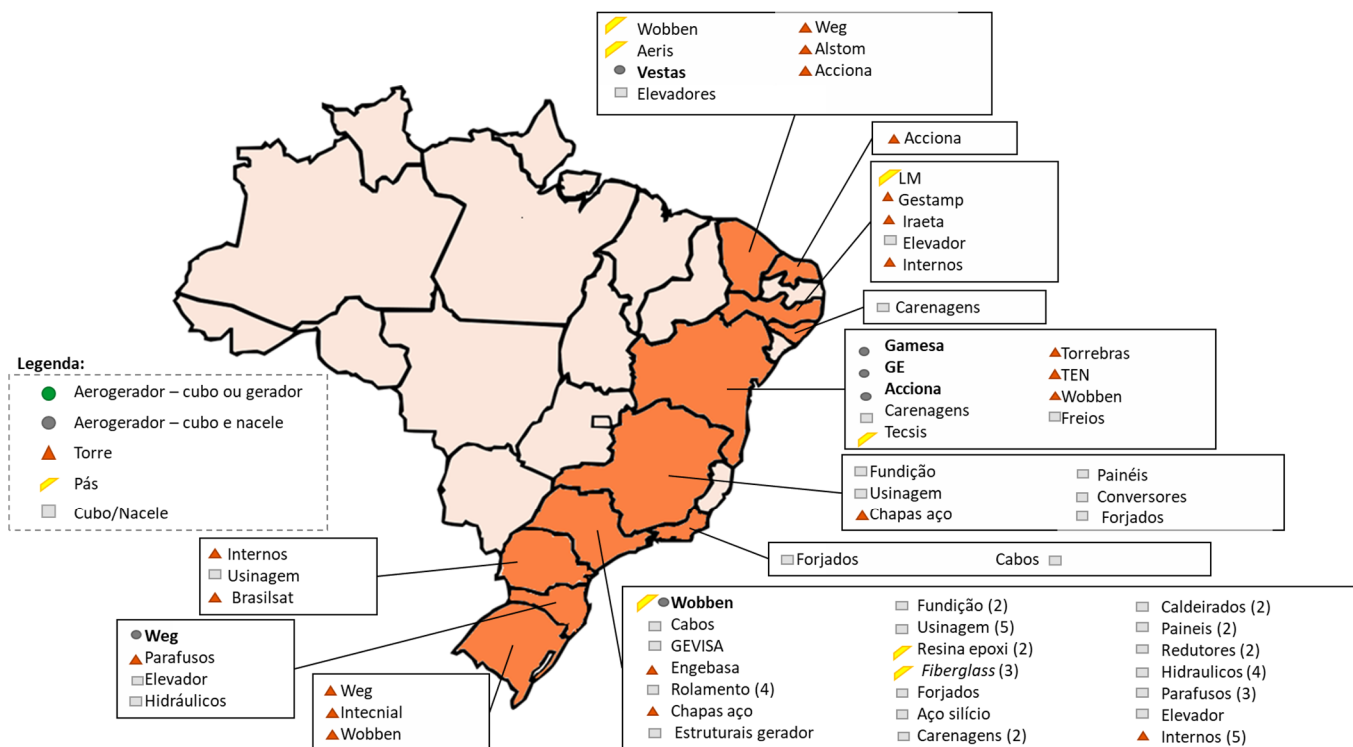 Wobben
Aeris
Vestas
Elevadores
Weg
Alstom
Acciona
Acciona
LM
Gestamp
Iraeta
Elevador
Internos
Carenagens
Gamesa
GE
Acciona
Carenagens
Tecsis
Torrebras
TEN
Wobben
Freios
Legenda:
Aerogerador – cubo ou gerador
Aerogerador – cubo e nacele
Torre
Pás
Cubo/Nacele
Fundição
Usinagem
Chapas aço
Painéis
Conversores
Forjados
Forjados
Cabos
Internos
Usinagem
Brasilsat
Weg
Parafusos
Elevador
Hidráulicos
Weg
Intecnial
Wobben
Wobben
Cabos
GEVISA
Engebasa
Rolamento (4)
Chapas aço
Estruturais gerador
Fundição (2)
Usinagem (5)
Resina epoxi (2)
Fiberglass (3)
Forjados
Aço silício
Carenagens (2)
Caldeirados (2)
Paineis (2)
Redutores (2)
Hidraulicos (4)
Parafusos (3)
Elevador
Internos (5)